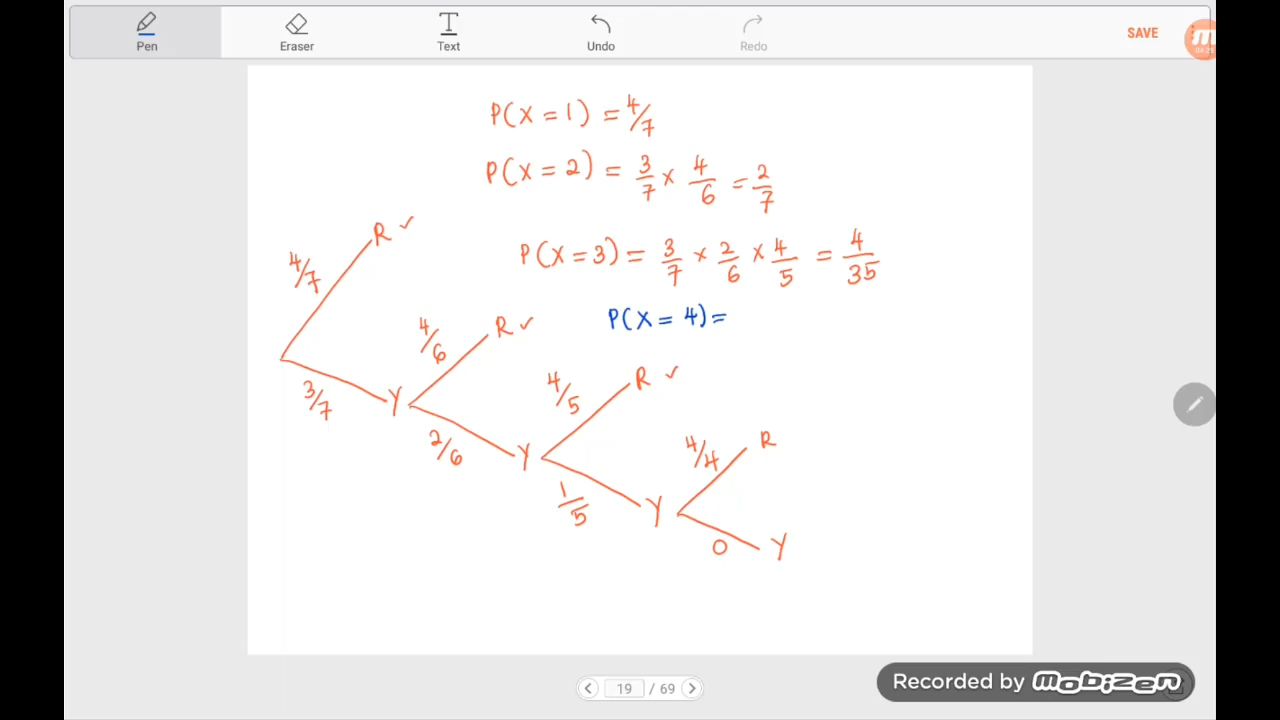 Pen Eraser Text Undo Redo SAVE
04:29
P(X = 1) = 4/7
P(X = 2) = 3/7 × 4/6 = 2/7
P(X = 3) = 3/7 × 2/6 × 4/5 = 4/35
P(X = 4) =
4/7 R ✓
3/7 Y
4/6 R ✓
2/6 Y
4/5 R ✓
1/5 Y
4/4 R
0 Y
19 / 69
Recorded by mobizen